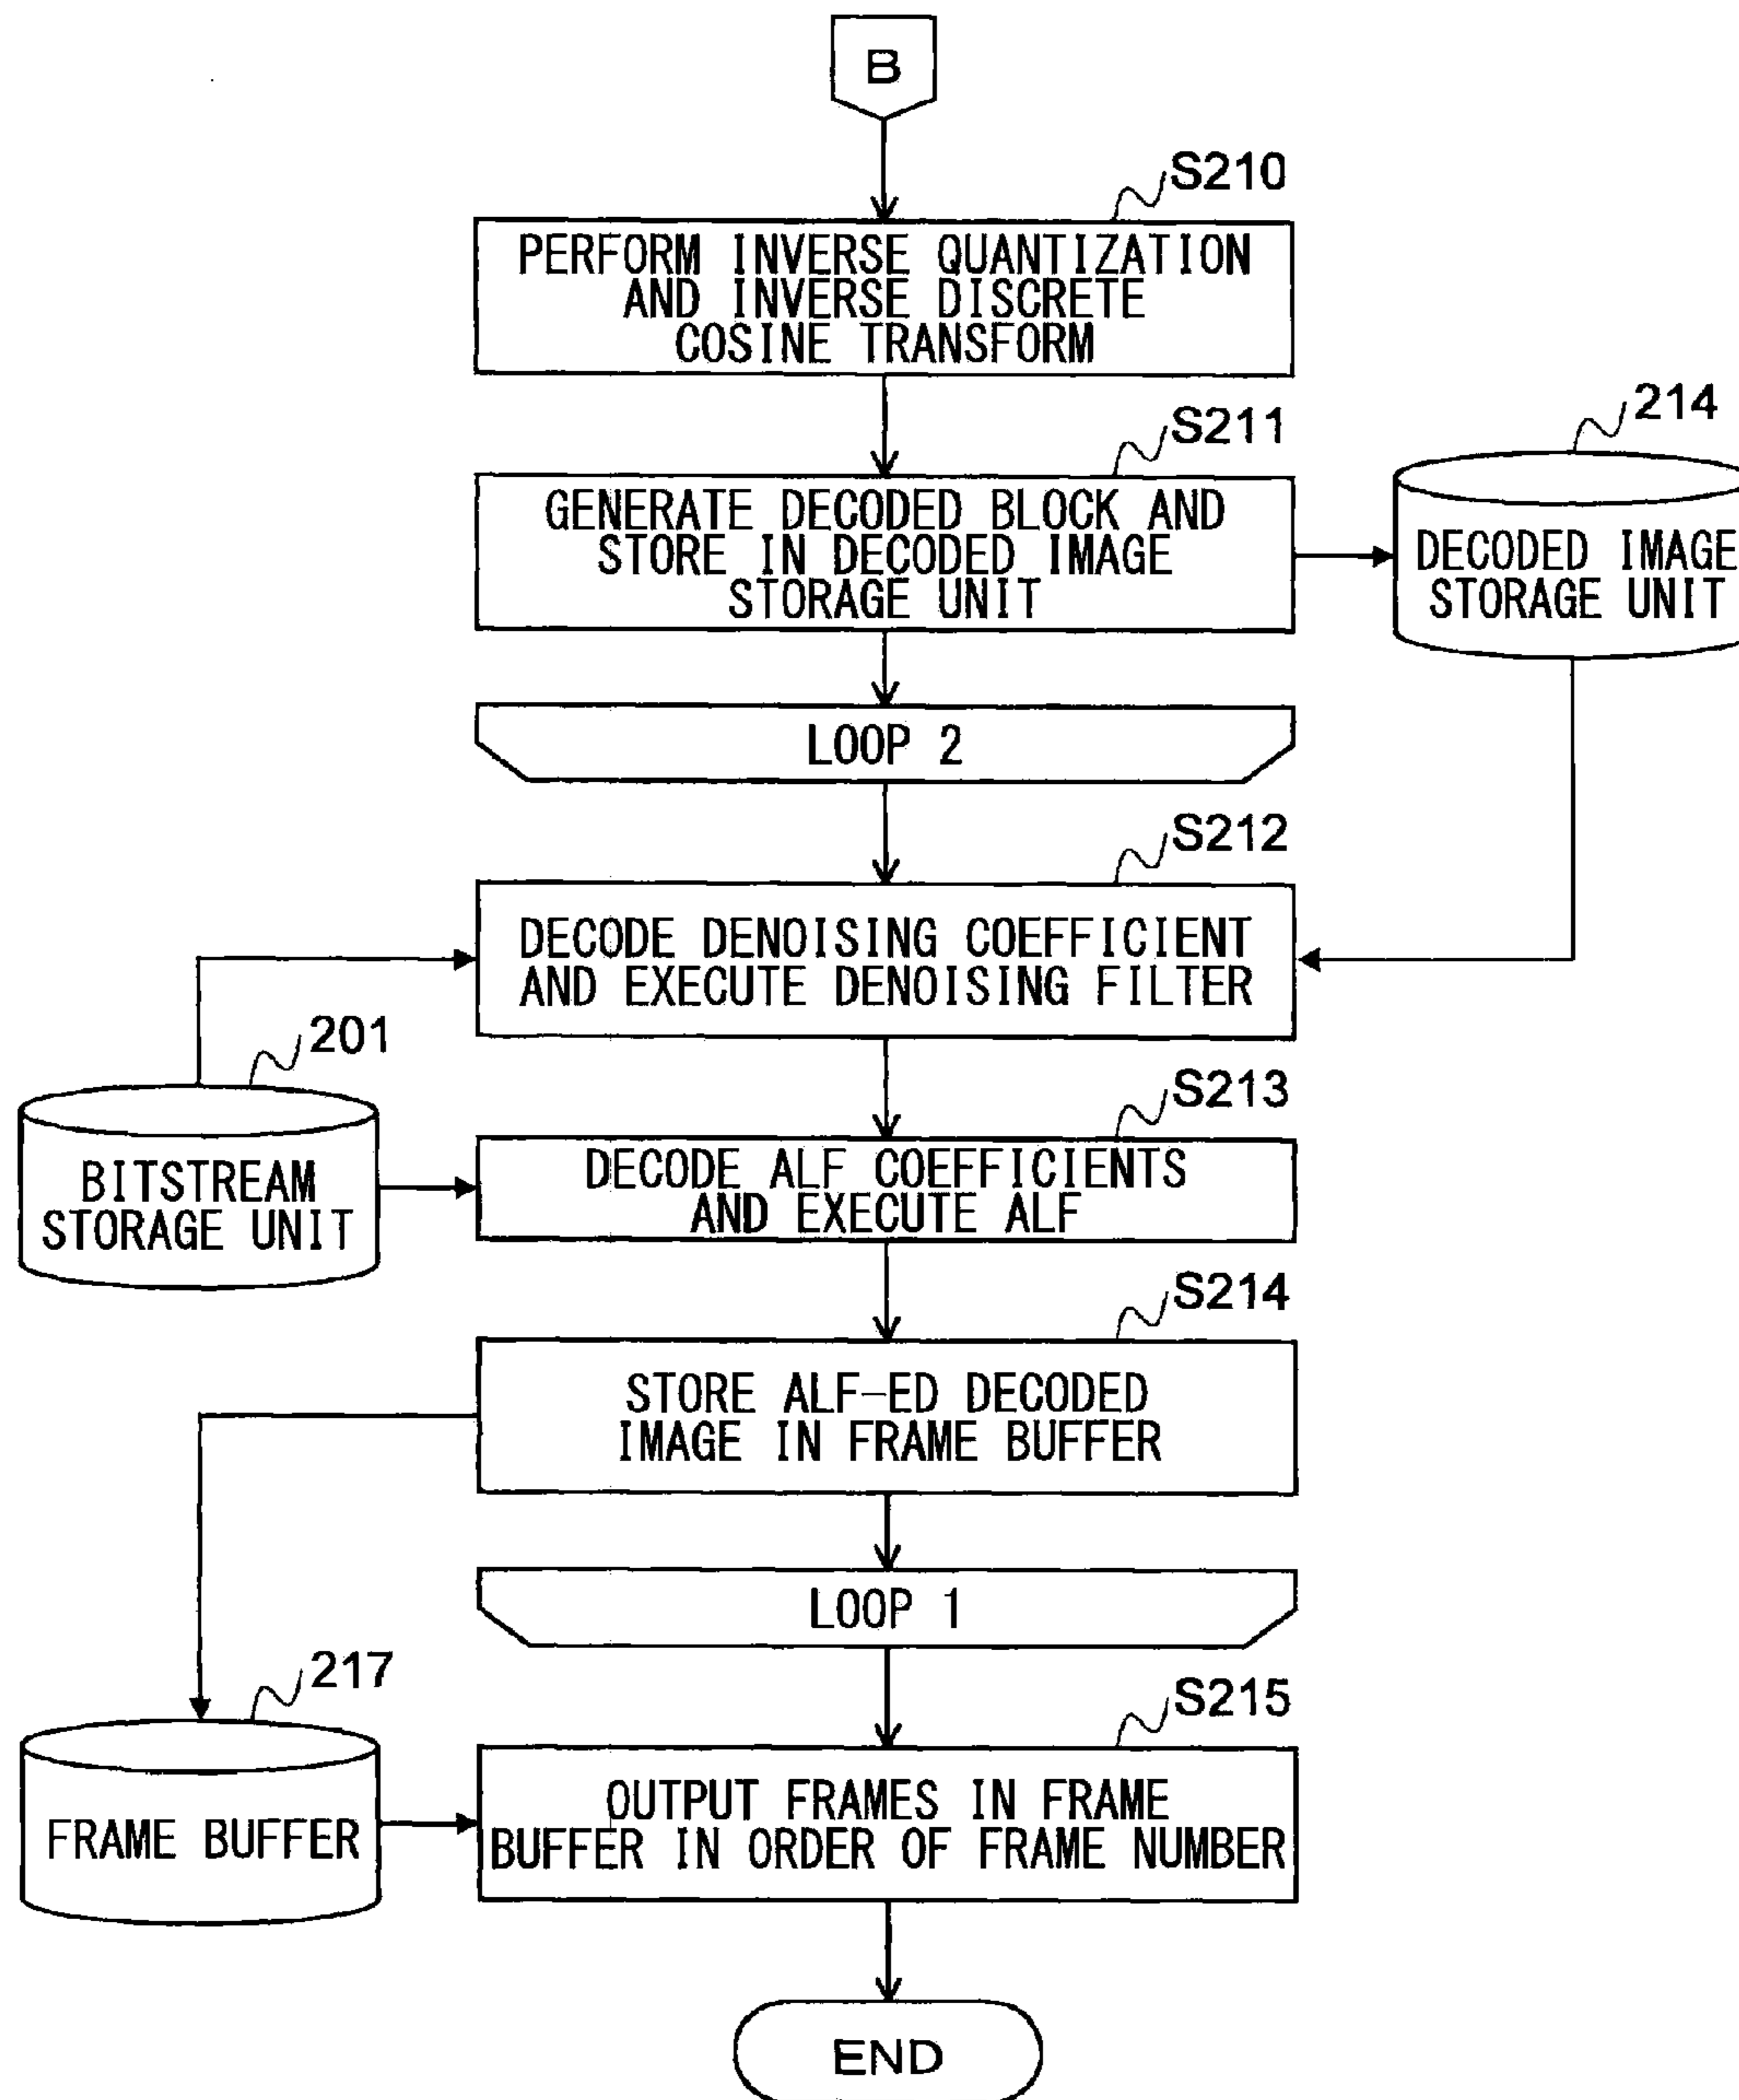 B
S210
PERFORM INVERSE QUANTIZATION
AND INVERSE DISCRETE
COSINE TRANSFORM
S211
GENERATE DECODED BLOCK AND
STORE IN DECODED IMAGE
STORAGE UNIT
214
DECODED IMAGE
STORAGE UNIT
LOOP 2
S212
DECODE DENOISING COEFFICIENT
AND EXECUTE DENOISING FILTER
201
BITSTREAM
STORAGE UNIT
S213
DECODE ALF COEFFICIENTS
AND EXECUTE ALF
S214
STORE ALF-ED DECODED
IMAGE IN FRAME BUFFER
LOOP 1
217
FRAME BUFFER
S215
OUTPUT FRAMES IN FRAME
BUFFER IN ORDER OF FRAME NUMBER
END